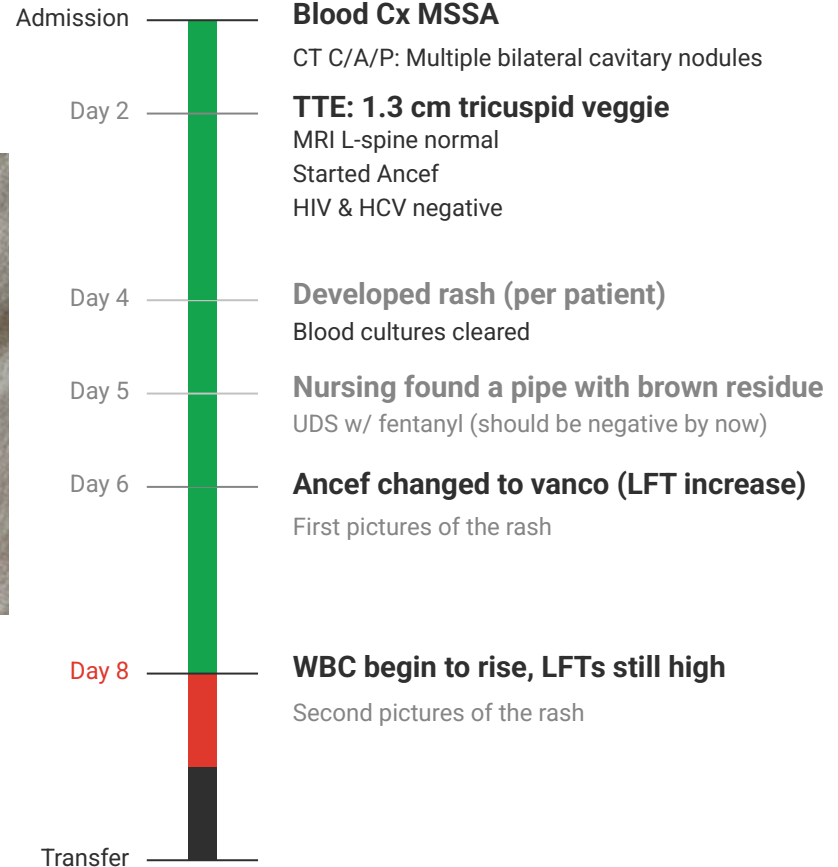 Admission
Blood Cx MSSA
CT C/A/P: Multiple bilateral cavitary nodules
Day 2
TTE: 1.3 cm tricuspid veggie
MRI L-spine normal
Started Ancef
HIV & HCV negative
Day 4
Developed rash (per patient)
Blood cultures cleared
Day 5
Nursing found a pipe with brown residue
UDS w/ fentanyl (should be negative by now)
Day 6
Ancef changed to vanco (LFT increase)
First pictures of the rash
Day 8
WBC begin to rise, LFTs still high
Second pictures of the rash
Transfer